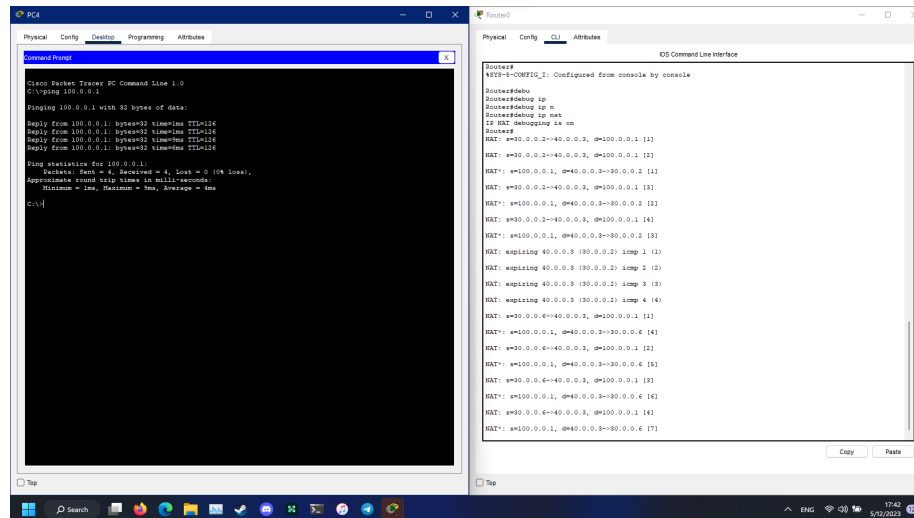 PC4
Physical Config Desktop Programming Attributes
Command Prompt
X
Cisco Packet Tracer PC Command Line 1.0
C:\>ping 100.0.0.1
Pinging 100.0.0.1 with 32 bytes of data:
Reply from 100.0.0.1: bytes=32 time=1ms TTL=126
Reply from 100.0.0.1: bytes=32 time=1ms TTL=126
Reply from 100.0.0.1: bytes=32 time=9ms TTL=126
Reply from 100.0.0.1: bytes=32 time=6ms TTL=126
Ping statistics for 100.0.0.1:
Packets: Sent = 4, Received = 4, Lost = 0 (0% loss),
Approximate round trip times in milli-seconds:
Minimum = 1ms, Maximum = 9ms, Average = 4ms
C:\>
Top
Router0
Physical Config CLI Attributes
IOS Command Line Interface
Router#
%SYS-5-CONFIG_I: Configured from console by console
Router#debu
Router#debug ip
Router#debug ip n
Router#debug ip nat
IP NAT debugging is on
Router#
NAT: s=30.0.0.2->40.0.0.3, d=100.0.0.1 [1]
NAT: s=30.0.0.2->40.0.0.3, d=100.0.0.1 [2]
NAT*: s=100.0.0.1, d=40.0.0.3->30.0.0.2 [1]
NAT: s=30.0.0.2->40.0.0.3, d=100.0.0.1 [3]
NAT*: s=100.0.0.1, d=40.0.0.3->30.0.0.2 [2]
NAT: s=30.0.0.2->40.0.0.3, d=100.0.0.1 [4]
NAT*: s=100.0.0.1, d=40.0.0.3->30.0.0.2 [3]
NAT: expiring 40.0.0.3 (30.0.0.2) icmp 1 (1)
NAT: expiring 40.0.0.3 (30.0.0.2) icmp 2 (2)
NAT: expiring 40.0.0.3 (30.0.0.2) icmp 3 (3)
NAT: expiring 40.0.0.3 (30.0.0.2) icmp 4 (4)
NAT: s=30.0.0.6->40.0.0.3, d=100.0.0.1 [1]
NAT*: s=100.0.0.1, d=40.0.0.3->30.0.0.6 [4]
NAT: s=30.0.0.6->40.0.0.3, d=100.0.0.1 [2]
NAT*: s=100.0.0.1, d=40.0.0.3->30.0.0.6 [5]
NAT: s=30.0.0.6->40.0.0.3, d=100.0.0.1 [3]
NAT*: s=100.0.0.1, d=40.0.0.3->30.0.0.6 [6]
NAT: s=30.0.0.6->40.0.0.3, d=100.0.0.1 [4]
NAT*: s=100.0.0.1, d=40.0.0.3->30.0.0.6 [7]
Copy Paste
Top
Search
ENG
17:42
5/12/2023